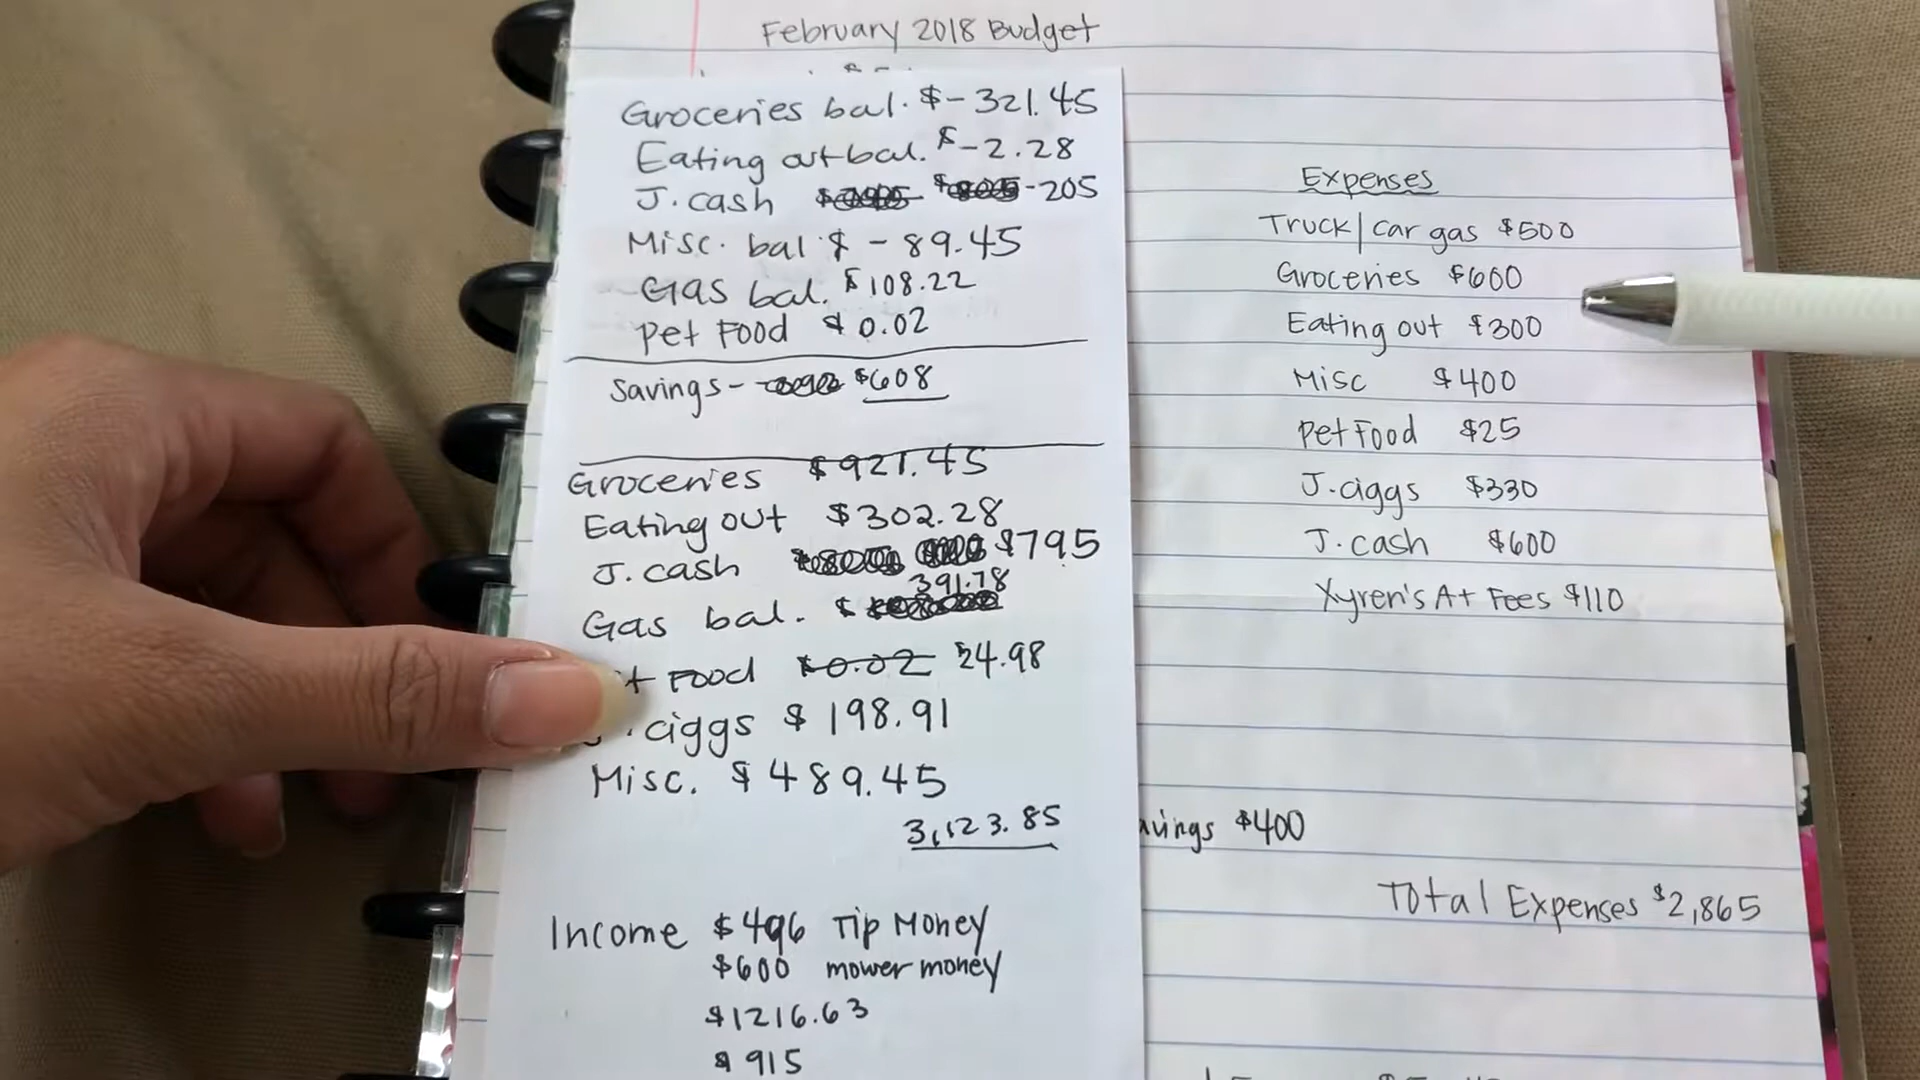 February 2018 Budget
Groceries bal. $-321.45
Eating out bal. $-2.28
J. cash -205
Misc. bal $-89.45
Gas bal. $108.22
Pet Food $0.02
Savings- $608
Groceries $921.45
Eating out $302.28
J. cash $795
391.78
Gas bal. $
Food $0.02 24.98
ciggs $198.91
Misc. $489.45
3,123.85
Income $496 Tip Money
$600 mower money
$1216.63
$915
Expenses
Truck/car gas $500
Groceries $600
Eating out $300
Misc $400
Pet Food $25
J. ciggs $330
J. cash $600
Xyren's A+ Fees $110
avings $400
Total Expenses $2,865